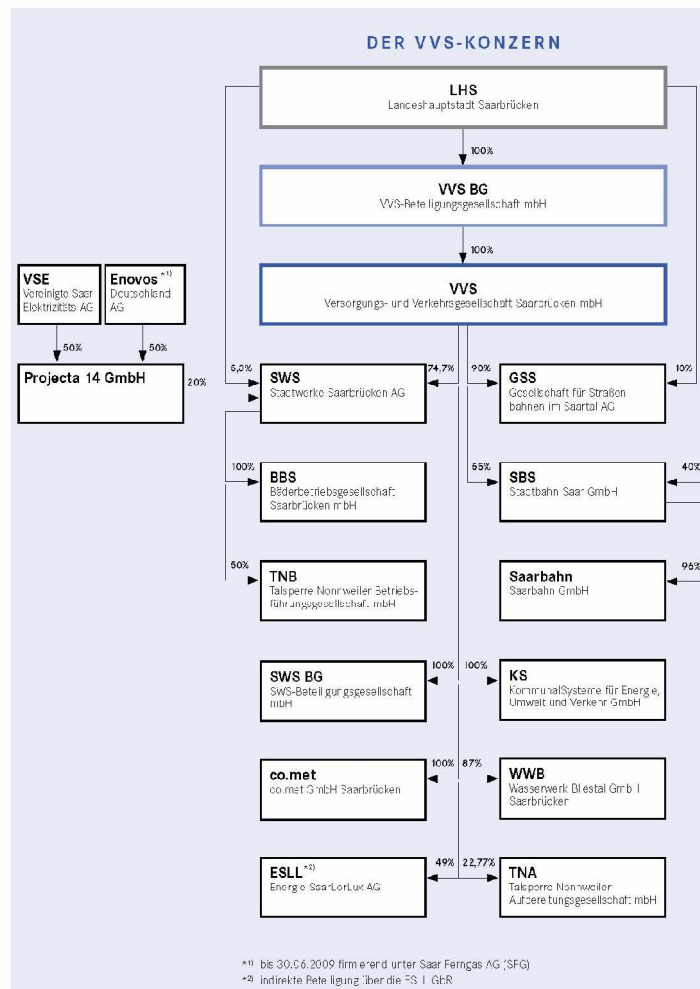 DER VVS-KONZERN
LHS
Landeshauptstadt Saarbrücken
100%
VVS BG
VVS-Beteiligungsgesellschaft mbH
100%
VVS
Versorgungs- und Verkehrsgesellschaft Saarbrücken mbH
VSE
Vereinigte Saar
Elektrizitäts AG
Enovos *1)
Deutschland
AG
50%
50%
Projecta 14 GmbH
20%
5,3%
SWS
Stadtwerke Saarbrücken AG
74,7%
90%
GSS
Gesellschaft für Straßen
bahnen im Saartal AG
10%
100%
BBS
Bäderbetriebsgesellschaft
Saarbrücken mbH
55%
SBS
Stadtbahn Saar GmbH
40%
50%
TNB
Talsperre Nonnweiler Betriebs-
führungsgesellschaft mbH
Saarbahn
Saarbahn GmbH
96%
SWS BG
SWS-Beteiligungsgesellschaft
mbH
100%
100%
KS
KommunalSysteme für Energie,
Umwelt und Verkehr GmbH
co.met
co.met GmbH Saarbrücken
100%
87%
WWB
Wasserwerk Bliestal GmbH
Saarbrücken
ESLL *2)
Energie SaarLorLux AG
49%
22,77%
TNA
Talsperre Nonnweiler
Aufbereitungsgesellschaft mbH
*1) bis 30.06.2009 firmierend unter Saar Ferngas AG (SFG)
*2) indirekte Beteiligung über die ESLL GbR